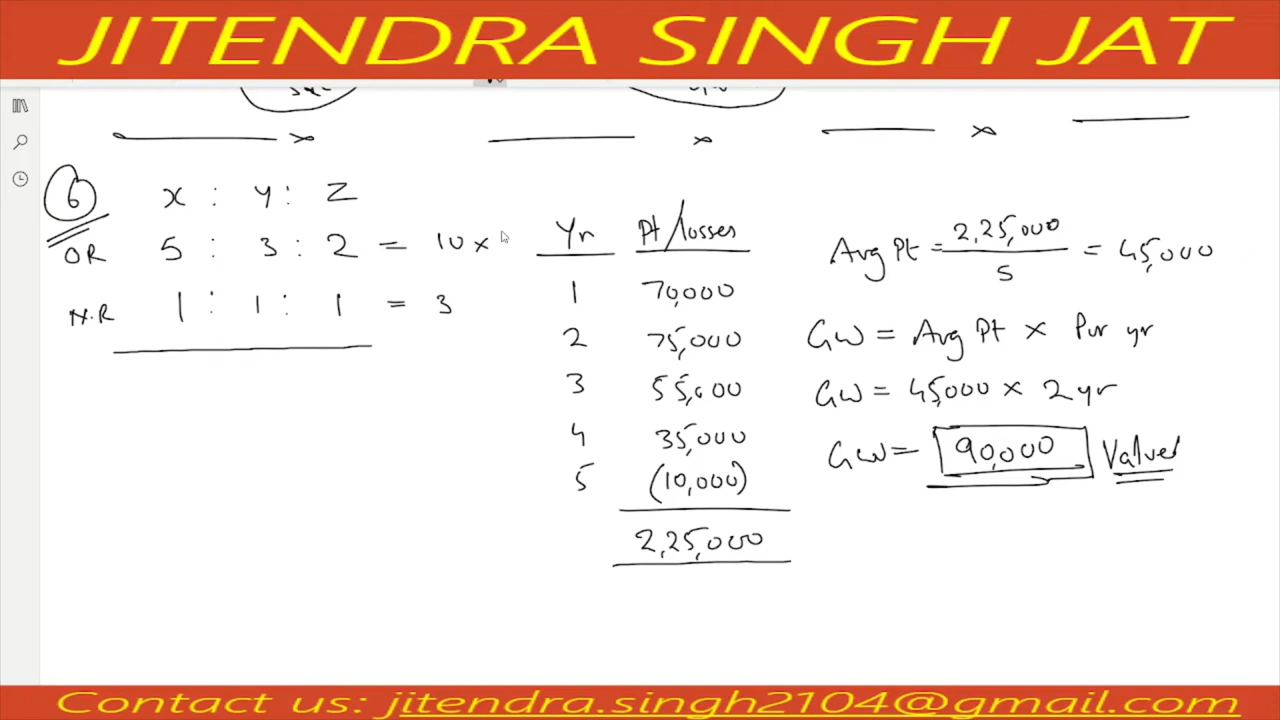 JITENDRA SINGH JAT
6 X : Y : Z
OR 5 : 3 : 2 = 10 x
N.R 1 : 1 : 1 = 3
Yr Pt/losses
1 70,000
2 75,000
3 55,000
4 35,000
5 (10,000)
2,25,000
Avg Pt = 2,25,000 / 5 = 45,000
GW = Avg Pt x Pur yr
GW = 45,000 x 2 yr
GW = 90,000 Valued
Contact us: jitendra.singh2104@gmail.com